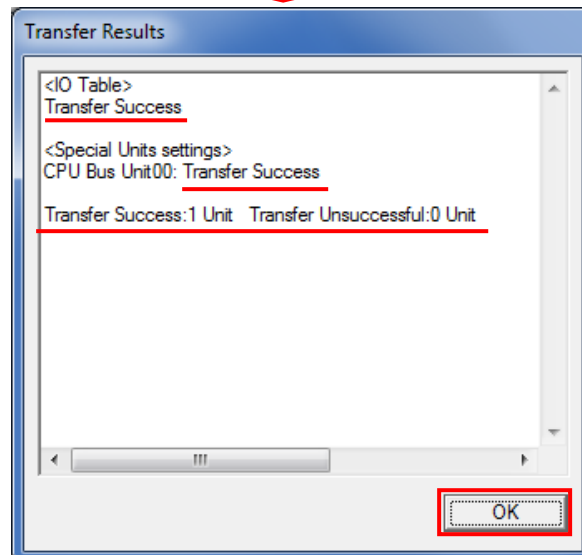 Transfer Results
<IO Table>
Transfer Success
<Special Units settings>
CPU Bus Unit00: Transfer Success
Transfer Success:1 Unit   Transfer Unsuccessful:0 Unit
OK